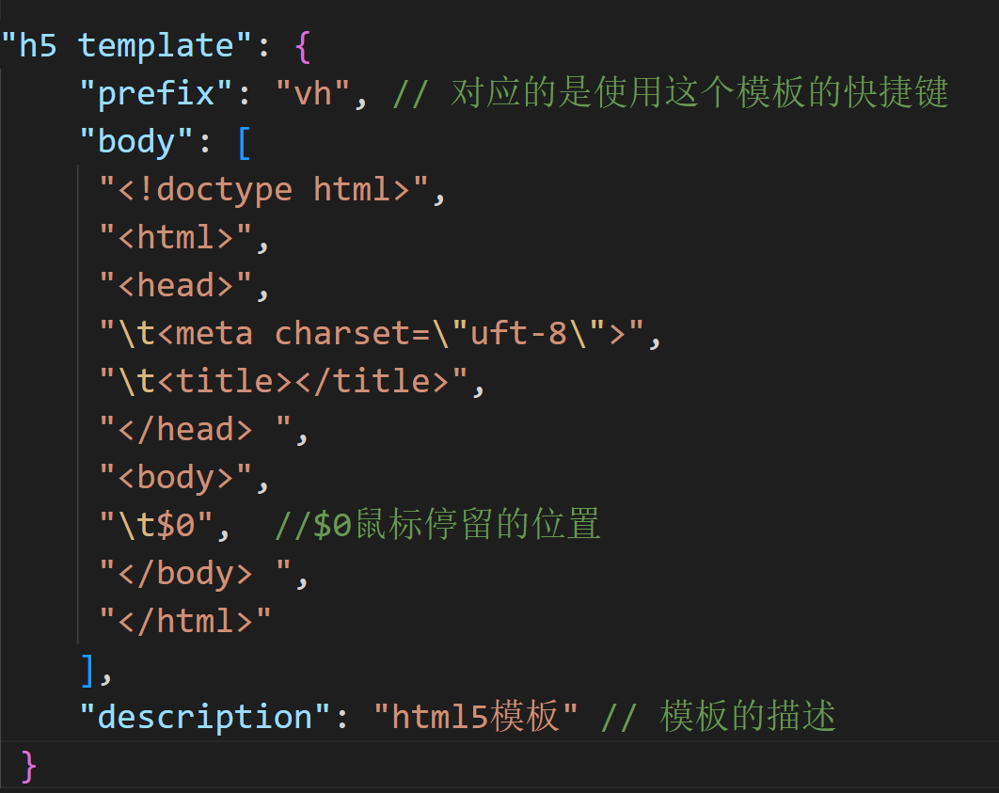 "h5 template": {
    "prefix": "vh", // 对应的是使用这个模板的快捷键
    "body": [
     "<!doctype html>",
     "<html>",
     "<head>",
     "\t<meta charset=\"uft-8\">",
     "\t<title></title>",
     "</head> ",
     "<body>",
     "\t$0",  //$0鼠标停留的位置
     "</body> ",
     "</html>"
    ],
    "description": "html5模板" // 模板的描述
 }